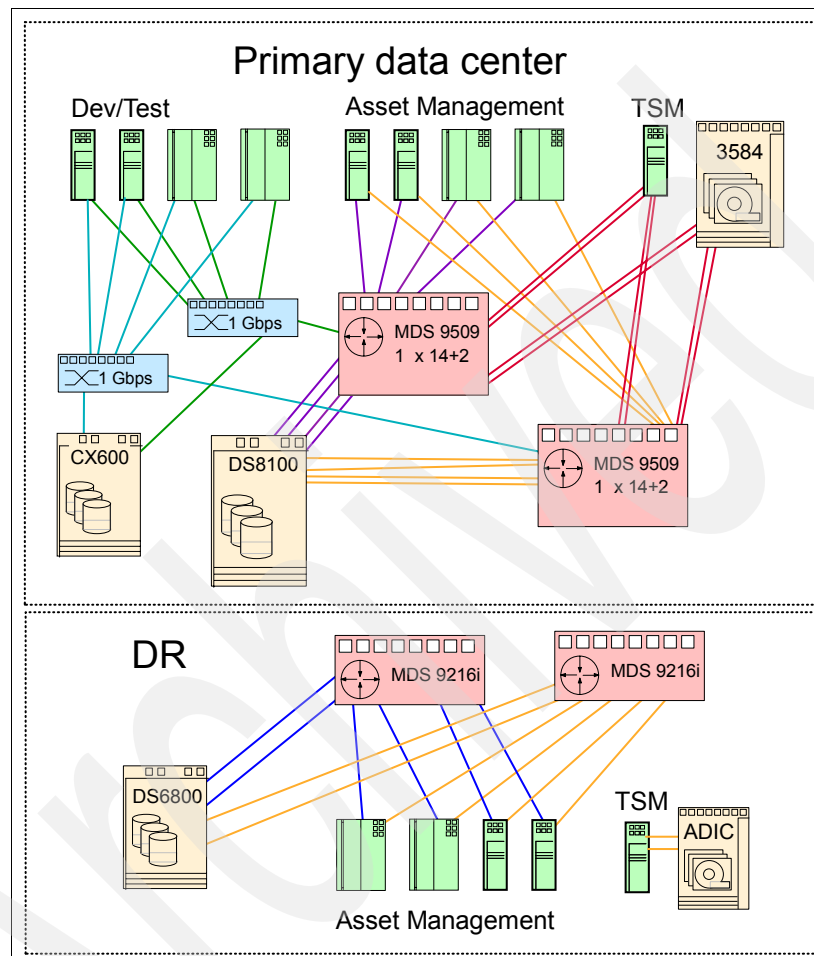 Primary data center
Dev/Test
Asset Management
TSM
3584
1 Gbps
MDS 9509
1 x 14+2
1 Gbps
CX600
DS8100
MDS 9509
1 x 14+2
DR
MDS 9216i
MDS 9216i
DS6800
TSM
ADIC
Asset Management
Archived